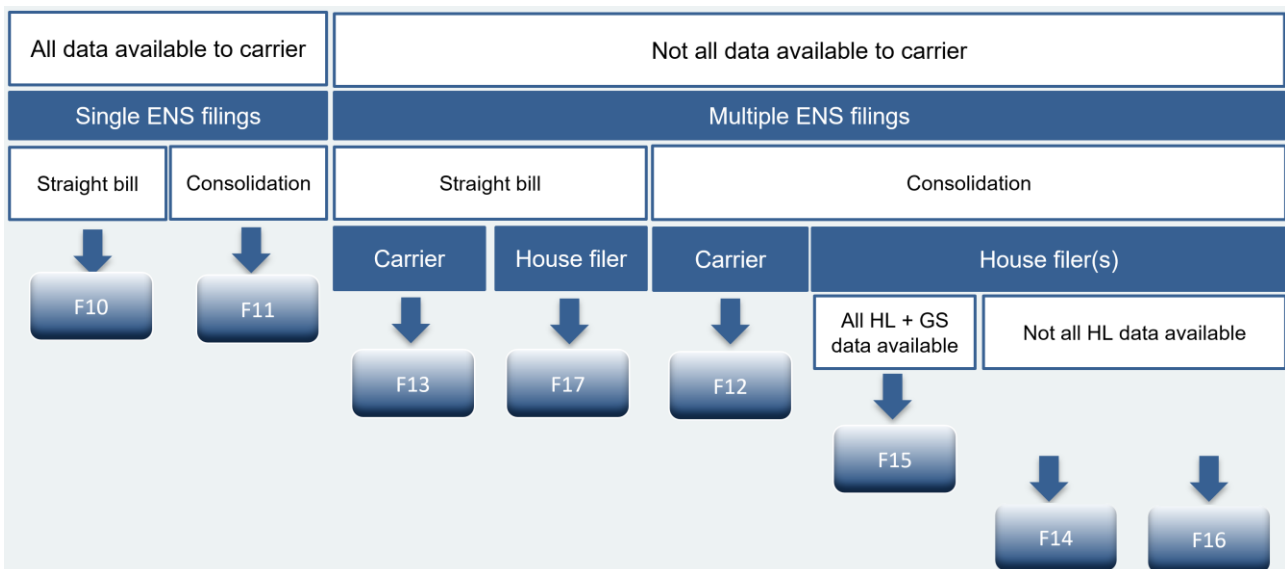 All data available to carrier
Not all data available to carrier
Single ENS filings
Multiple ENS filings
Straight bill
Consolidation
Straight bill
Consolidation
Carrier
House filer
Carrier
House filer(s)
F10
F11
All HL + GS
data available
Not all HL data available
F13
F17
F12
F15
F14
F16